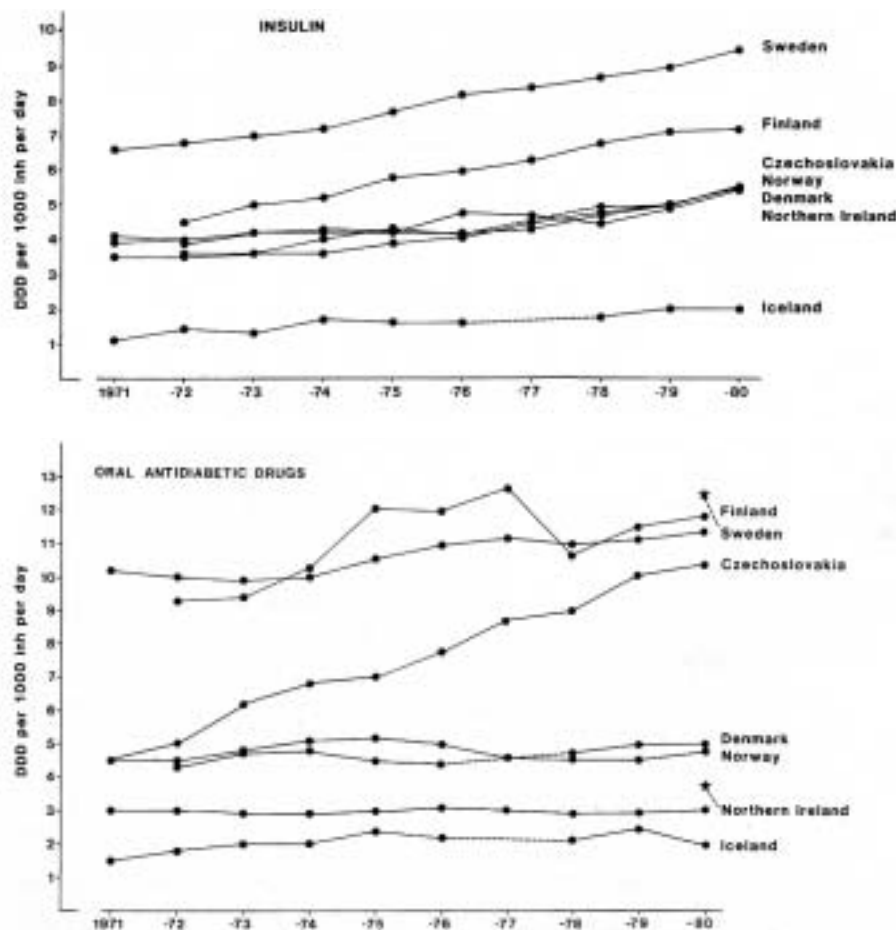 INSULIN
DDD per 1000 inh per day
10
9
8
7
6
5
4
3
2
1
Sweden
Finland
Czechoslovakia
Norway
Denmark
Northern Ireland
Iceland
1971 -72 -73 -74 -75 -76 -77 -78 -79 -80
ORAL ANTIDIABETIC DRUGS
DDD per 1000 inh per day
13
12
11
10
9
8
7
6
5
4
3
2
1
Finland
Sweden
Czechoslovakia
Denmark
Norway
Northern Ireland
Iceland
1971 -72 -73 -74 -75 -76 -77 -78 -79 -80